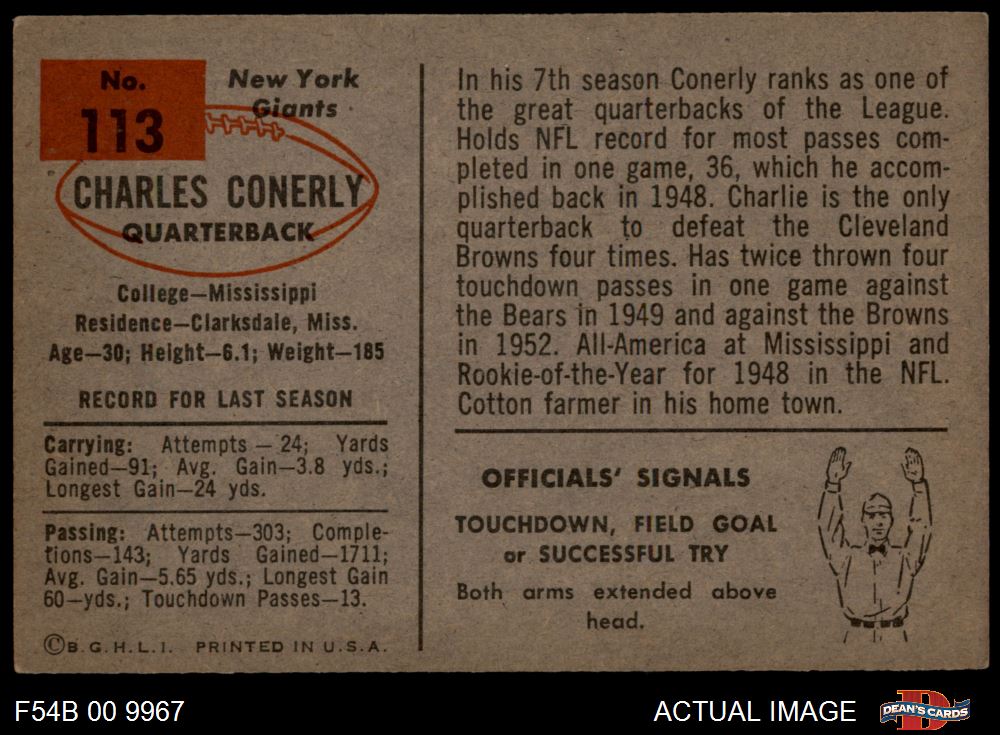 No.
113
New York
Giants
CHARLES CONERLY
QUARTERBACK
College—Mississippi
Residence—Clarksdale, Miss.
Age—30; Height—6.1; Weight—185
RECORD FOR LAST SEASON
Carrying: Attempts — 24; Yards
Gained—91; Avg. Gain—3.8 yds.;
Longest Gain—24 yds.
Passing: Attempts—303; Comple-
tions—143; Yards Gained—1711;
Avg. Gain—5.65 yds.; Longest Gain
60—yds.; Touchdown Passes—13.
©B.G.H.L.I. PRINTED IN U.S.A.
In his 7th season Conerly ranks as one of
the great quarterbacks of the League.
Holds NFL record for most passes com-
pleted in one game, 36, which he accom-
plished back in 1948. Charlie is the only
quarterback to defeat the Cleveland
Browns four times. Has twice thrown four
touchdown passes in one game against
the Bears in 1949 and against the Browns
in 1952. All-America at Mississippi and
Rookie-of-the-Year for 1948 in the NFL.
Cotton farmer in his home town.
OFFICIALS' SIGNALS
TOUCHDOWN, FIELD GOAL
or SUCCESSFUL TRY
Both arms extended above
head.
F54B 00 9967
ACTUAL IMAGE
D
DEAN'S CARDS